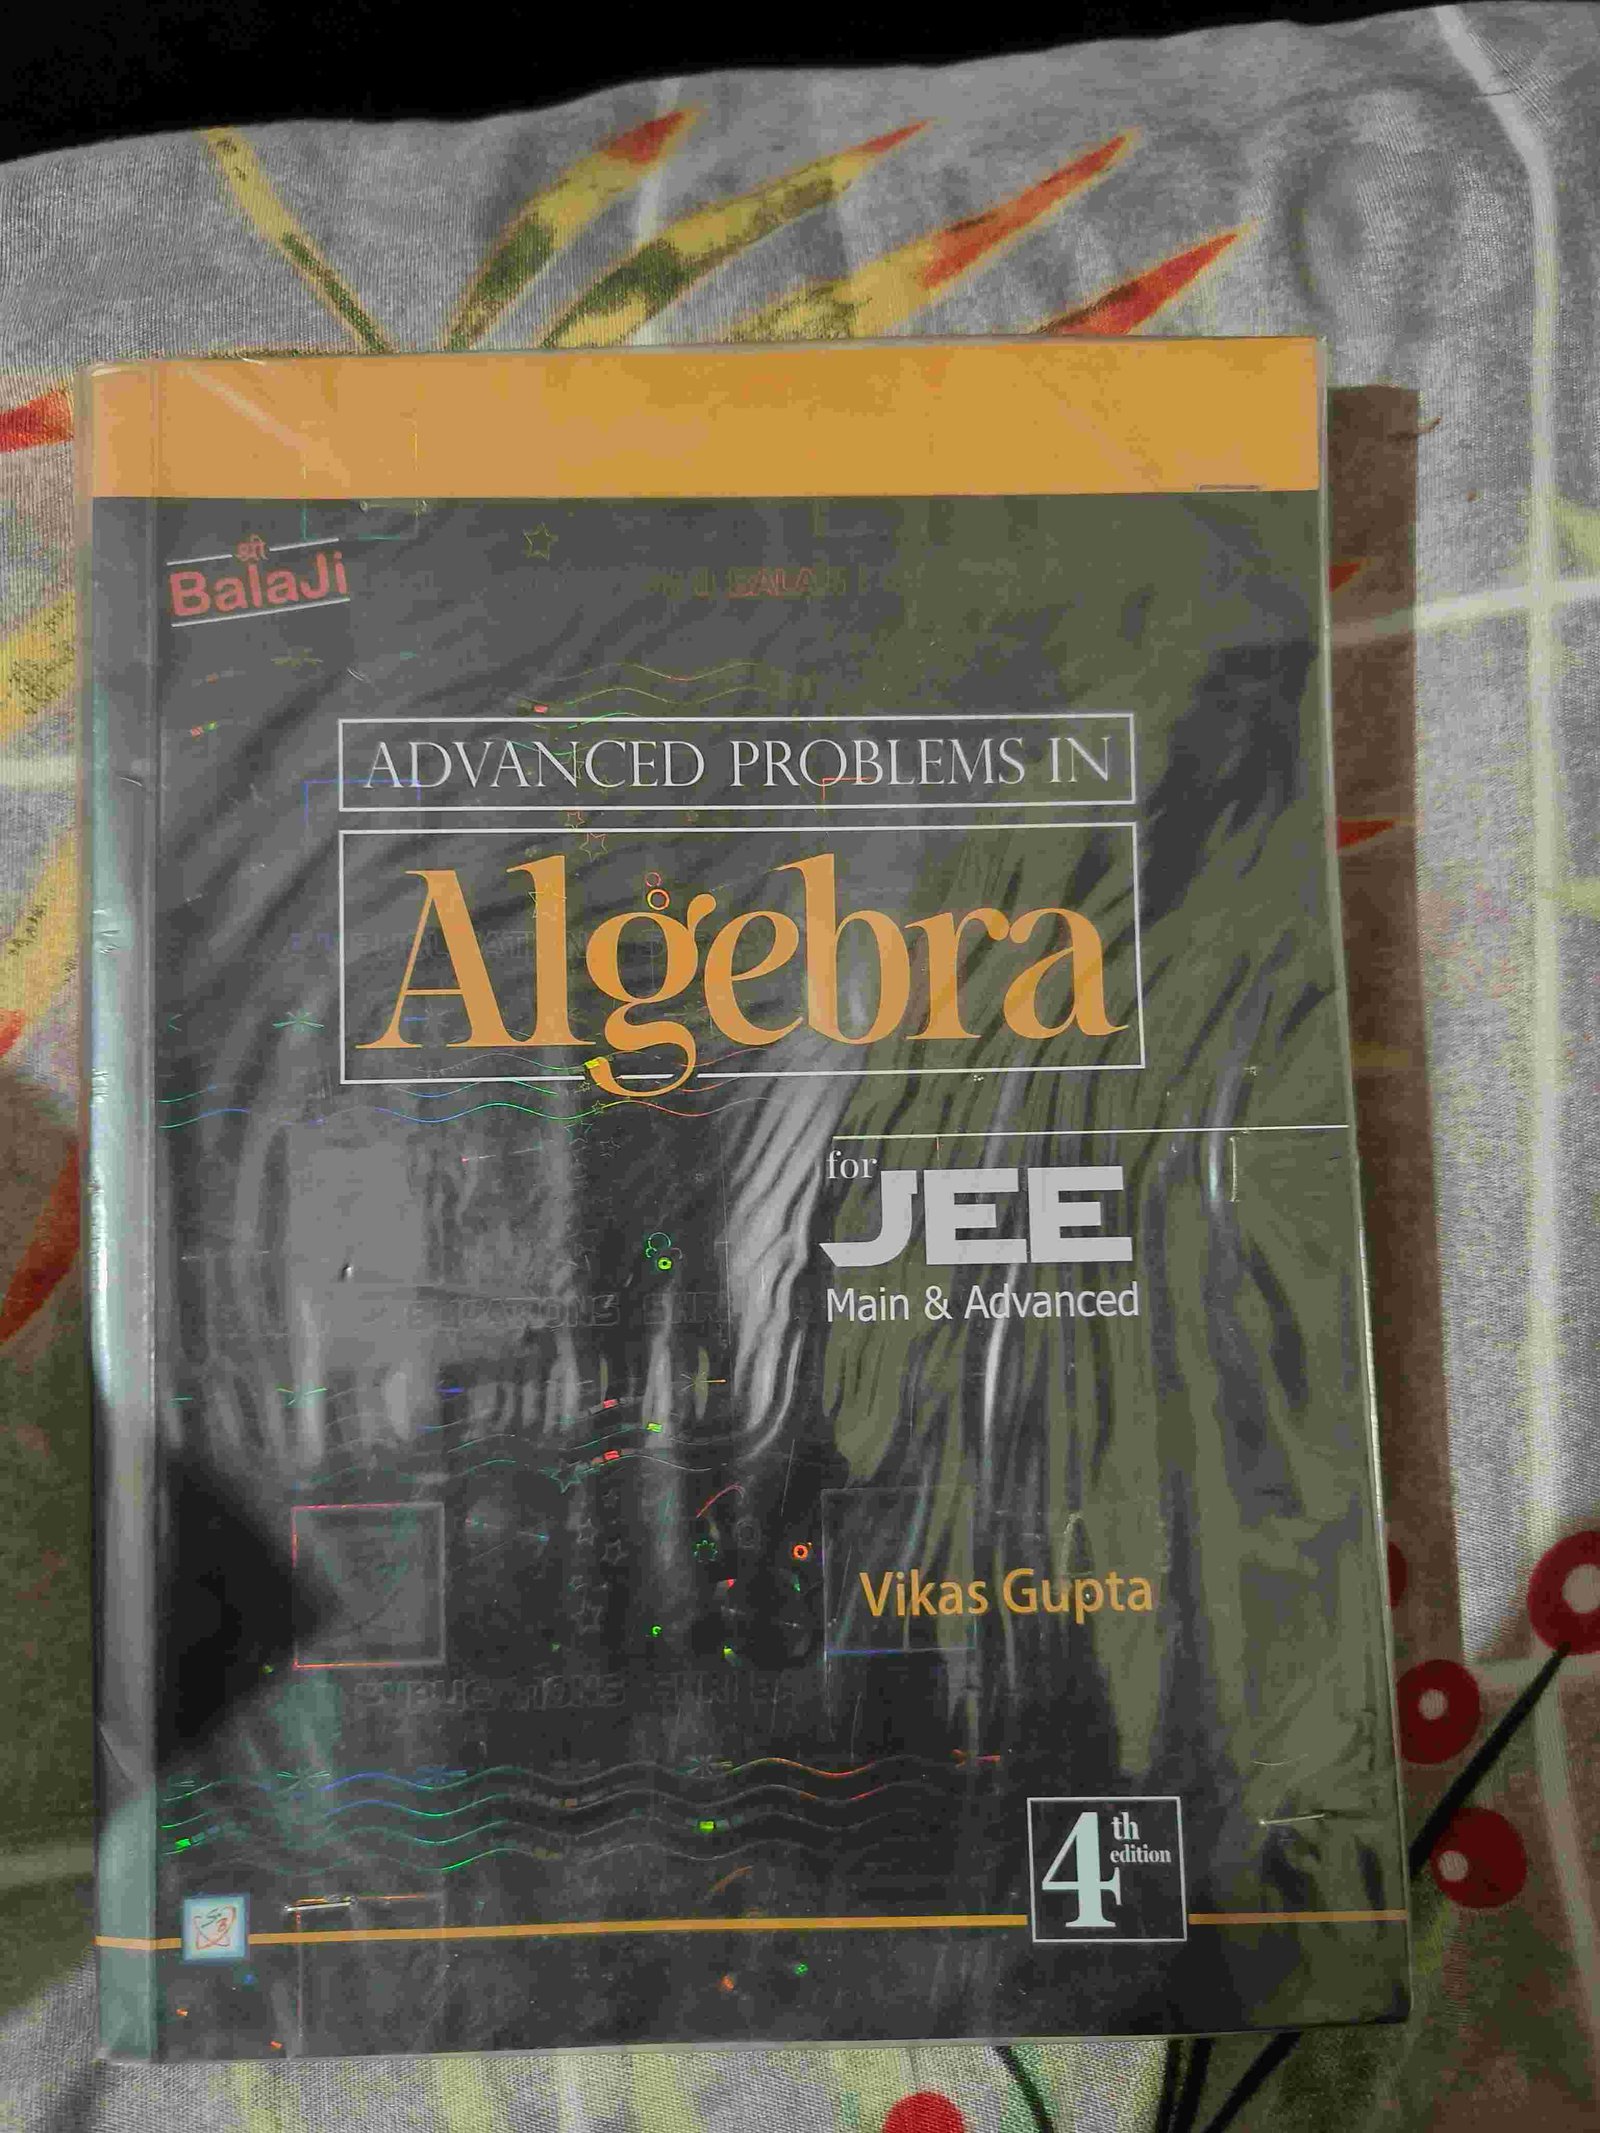 श्री
BalaJi
ADVANCED PROBLEMS IN
Algebra
for
JEE
Main & Advanced
Vikas Gupta
4th
edition